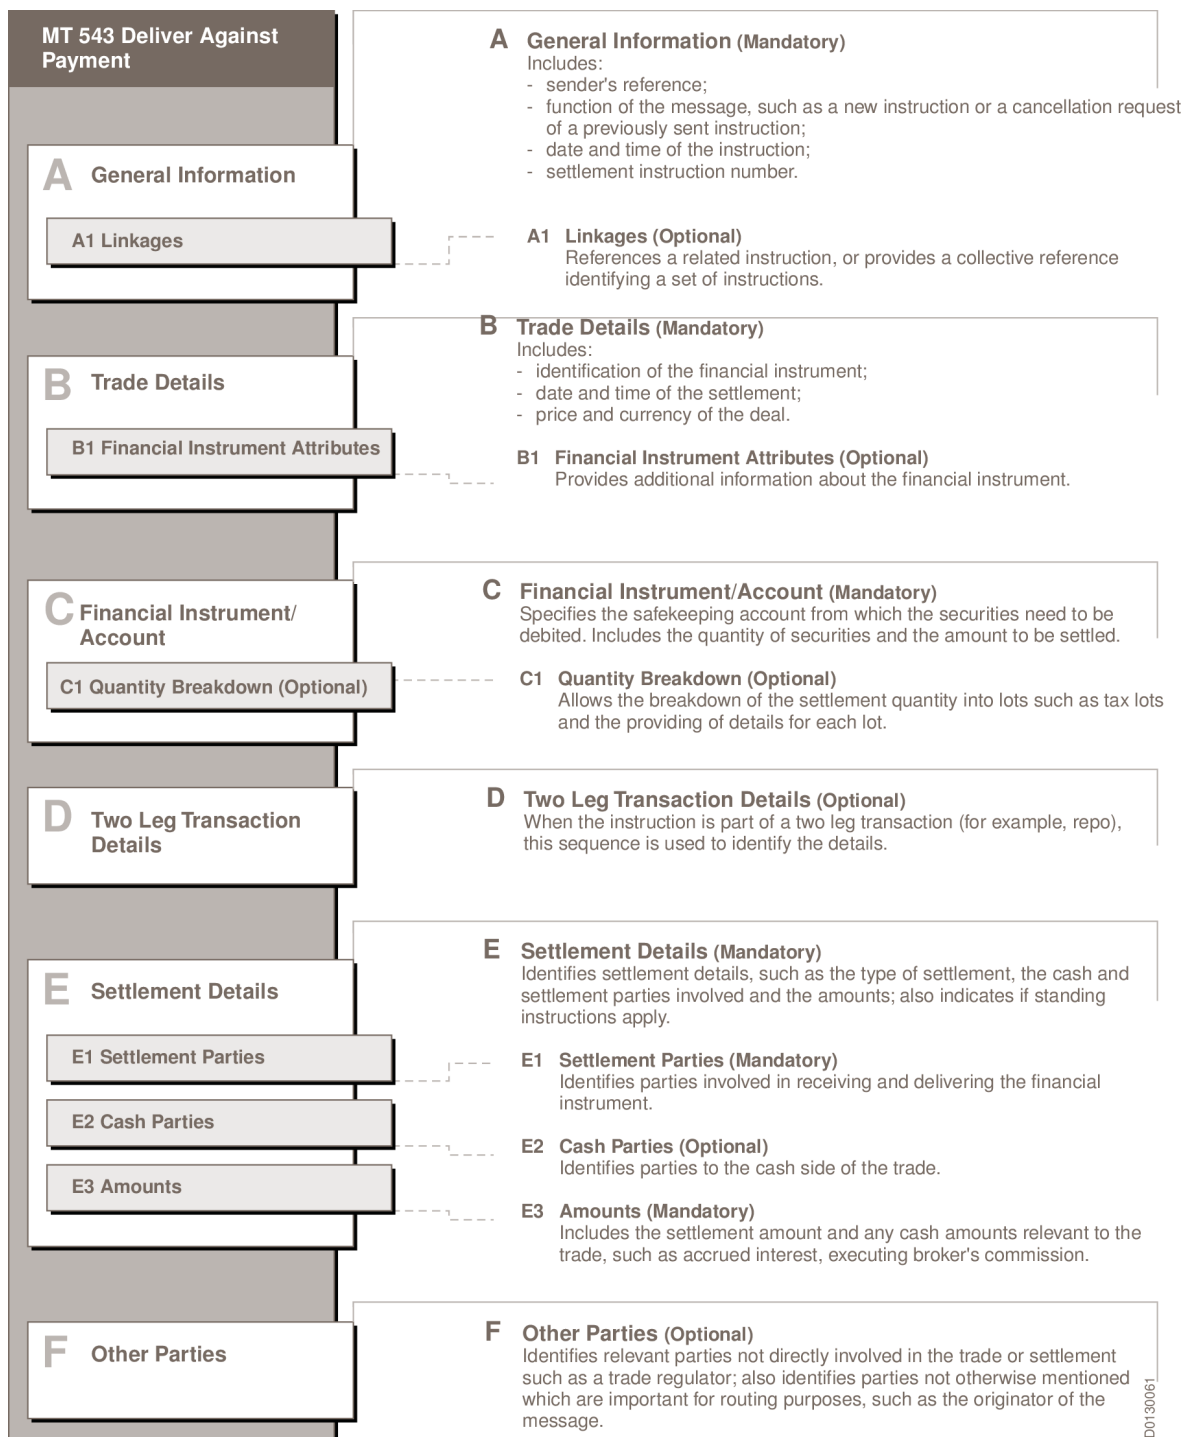 MT 543 Deliver Against
Payment
A General Information
A1 Linkages
B Trade Details
B1 Financial Instrument Attributes
C Financial Instrument/
Account
C1 Quantity Breakdown (Optional)
D Two Leg Transaction
Details
E Settlement Details
E1 Settlement Parties
E2 Cash Parties
E3 Amounts
F Other Parties
A General Information (Mandatory)
Includes:
- sender's reference;
- function of the message, such as a new instruction or a cancellation request
of a previously sent instruction;
- date and time of the instruction;
- settlement instruction number.
A1 Linkages (Optional)
References a related instruction, or provides a collective reference
identifying a set of instructions.
B Trade Details (Mandatory)
Includes:
- identification of the financial instrument;
- date and time of the settlement;
- price and currency of the deal.
B1 Financial Instrument Attributes (Optional)
Provides additional information about the financial instrument.
C Financial Instrument/Account (Mandatory)
Specifies the safekeeping account from which the securities need to be
debited. Includes the quantity of securities and the amount to be settled.
C1 Quantity Breakdown (Optional)
Allows the breakdown of the settlement quantity into lots such as tax lots
and the providing of details for each lot.
D Two Leg Transaction Details (Optional)
When the instruction is part of a two leg transaction (for example, repo),
this sequence is used to identify the details.
E Settlement Details (Mandatory)
Identifies settlement details, such as the type of settlement, the cash and
settlement parties involved and the amounts; also indicates if standing
instructions apply.
E1 Settlement Parties (Mandatory)
Identifies parties involved in receiving and delivering the financial
instrument.
E2 Cash Parties (Optional)
Identifies parties to the cash side of the trade.
E3 Amounts (Mandatory)
Includes the settlement amount and any cash amounts relevant to the
trade, such as accrued interest, executing broker's commission.
F Other Parties (Optional)
Identifies relevant parties not directly involved in the trade or settlement
such as a trade regulator; also identifies parties not otherwise mentioned
which are important for routing purposes, such as the originator of the
message.
D0130061